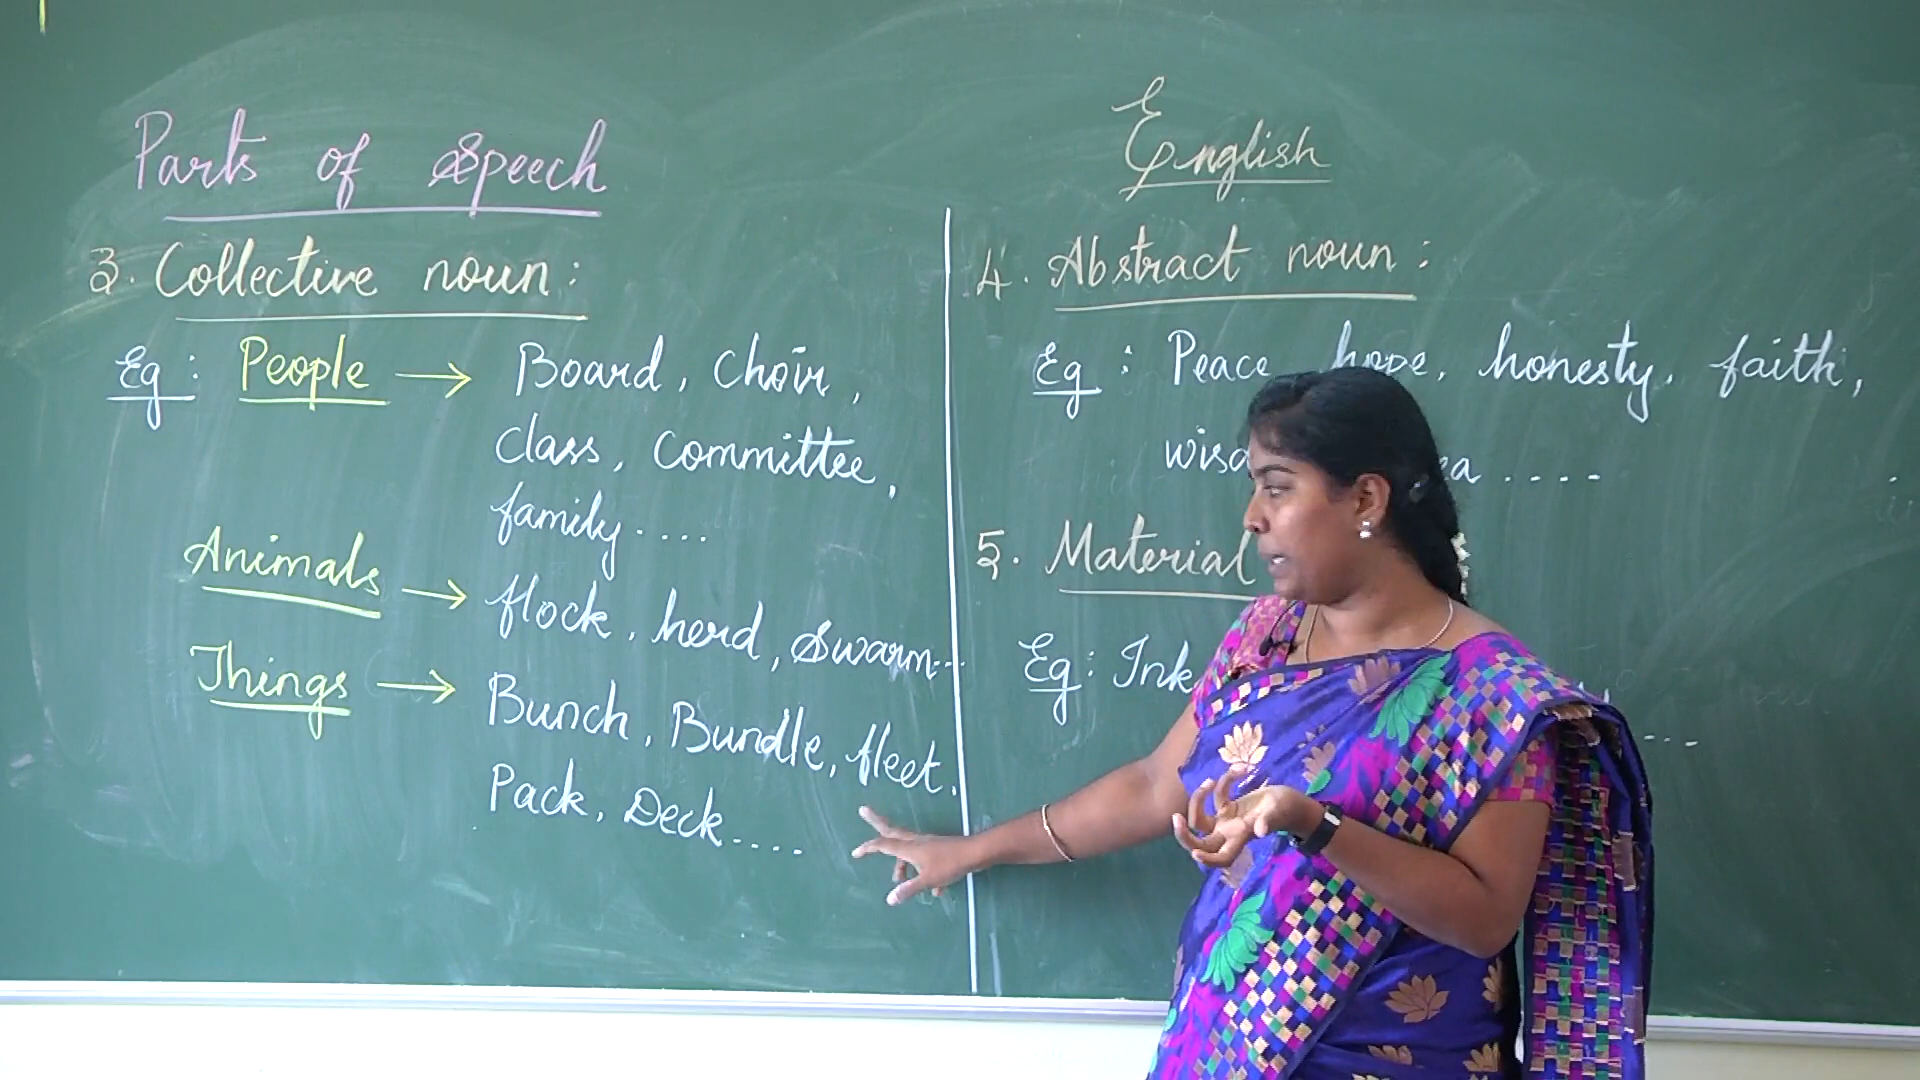 Parts of Speech
English
3. Collective noun:
Eg: People → Board, Choir,
Class, Committee,
family....
Animals → flock, herd, Swarm...
Things → Bunch, Bundle, fleet.
Pack, Deck....
4. Abstract noun:
Eg: Peace hope, honesty, faith,
....
5. Material
Eg: Ink